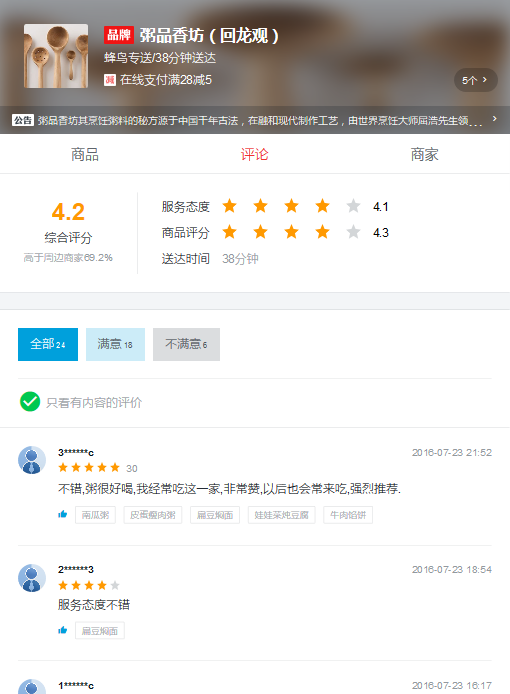 品牌 粥品香坊（回龙观）
蜂鸟专送/38分钟送达
减 在线支付满28减5
5个 >
公告 粥品香坊其烹饪粥料的秘方源于中国千年古法，在融和现代制作工艺，由世界烹饪大师屈浩先生领... >
商品 评论 商家
4.2
综合评分
高于周边商家69.2%
服务态度 4.1
商品评分 4.3
送达时间 38分钟
全部 24 满意 18 不满意 6
只看有内容的评价
3******c 2016-07-23 21:52
30
不错,粥很好喝,我经常吃这一家,非常赞,以后也会常来吃,强烈推荐.
南瓜粥 皮蛋瘦肉粥 扁豆焖面 娃娃菜炖豆腐 牛肉馅饼
2******3 2016-07-23 18:54
服务态度不错
扁豆焖面
1******c 2016-07-23 16:17